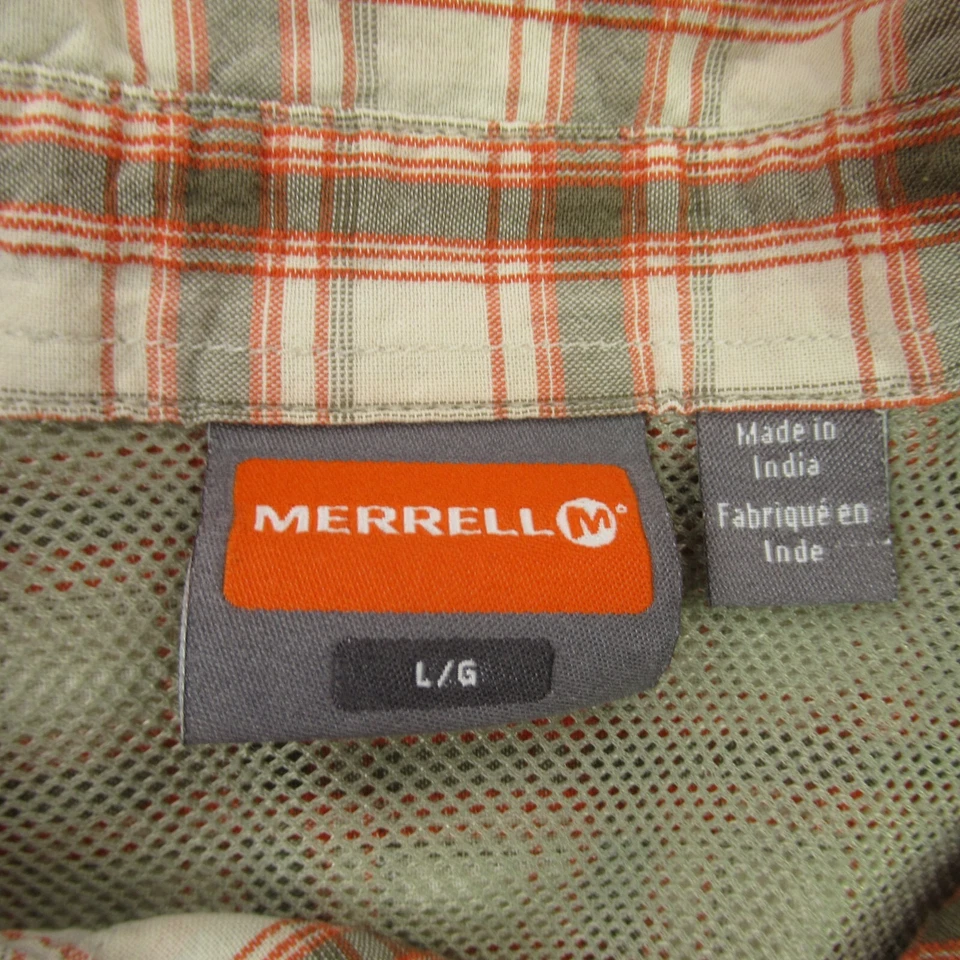 MERRELL M
L/G
Made in
India
Fabriqué en
Inde